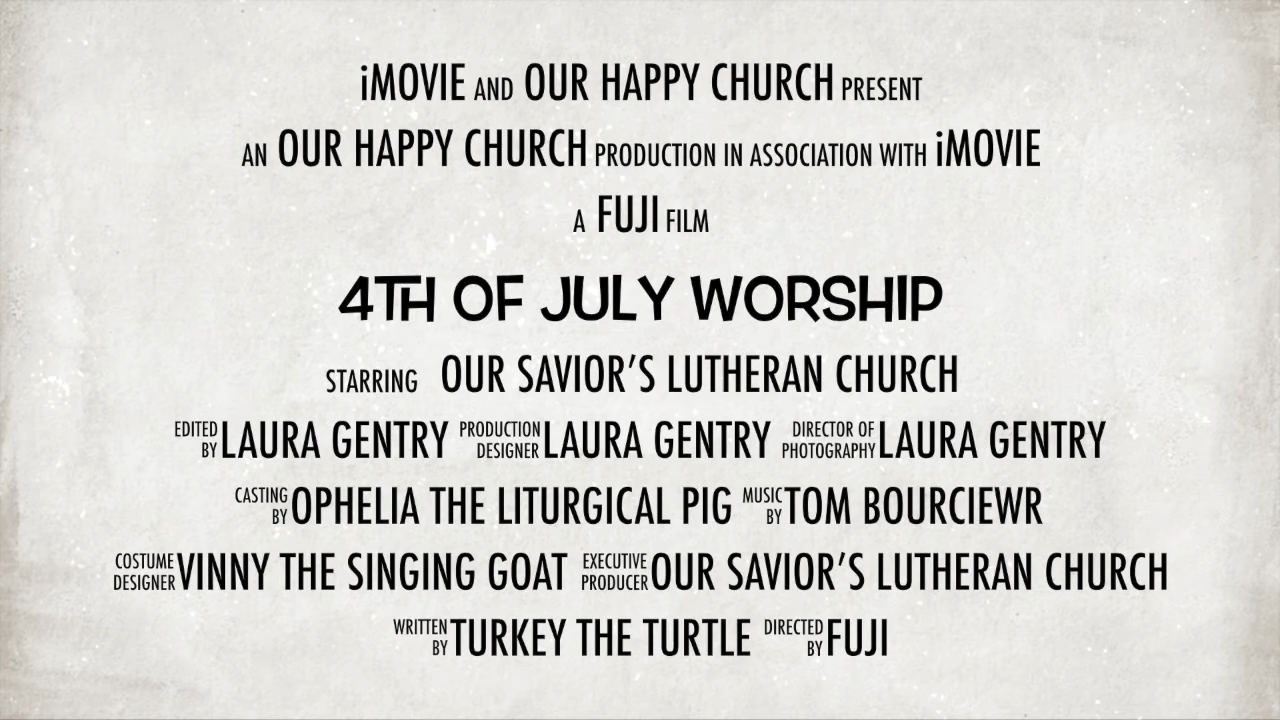 iMOVIE AND OUR HAPPY CHURCH PRESENT
AN OUR HAPPY CHURCH PRODUCTION IN ASSOCIATION WITH iMOVIE
A FUJI FILM
4TH OF JULY WORSHIP
STARRING OUR SAVIOR'S LUTHERAN CHURCH
EDITED BY LAURA GENTRY PRODUCTION DESIGNER LAURA GENTRY DIRECTOR OF PHOTOGRAPHY LAURA GENTRY
CASTING BY OPHELIA THE LITURGICAL PIG MUSIC BY TOM BOURCIEWR
COSTUME DESIGNER VINNY THE SINGING GOAT EXECUTIVE PRODUCER OUR SAVIOR'S LUTHERAN CHURCH
WRITTEN BY TURKEY THE TURTLE DIRECTED BY FUJI